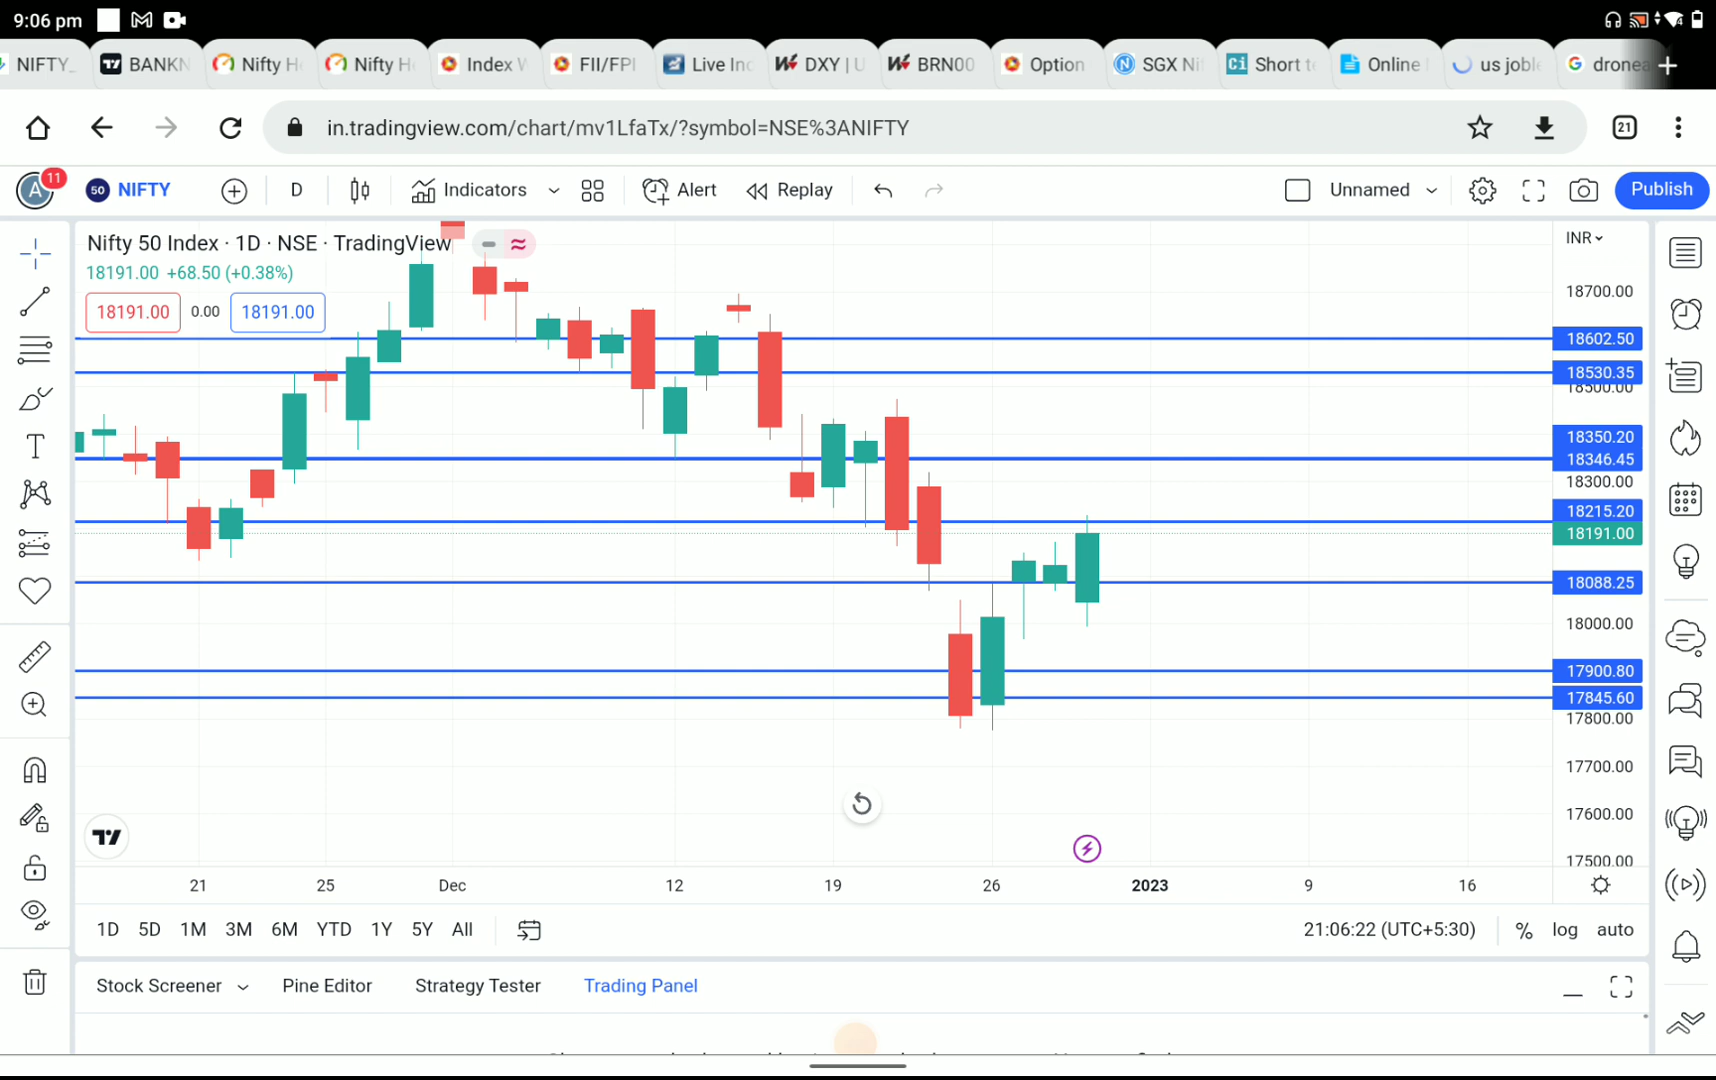 9:06 pm
NIFTY_ BANKN Nifty H Nifty H Index FII/FPI Live In DXY | U BRN00 Option SGX Ni Short t Online us joble dronea
in.tradingview.com/chart/mv1LfaTx/?symbol=NSE%3ANIFTY 21
A 11 50 NIFTY D Indicators Alert Replay Unnamed Publish
Nifty 50 Index · 1D · NSE · TradingView INR
18191.00 +68.50 (+0.38%)
18191.00 0.00 18191.00
18700.00
18602.50
18530.35
18500.00
18350.20
18346.45
18300.00
18215.20
18191.00
18088.25
18000.00
17900.80
17845.60
17800.00
17700.00
17600.00
17500.00
21 25 Dec 12 19 26 2023 9 16
1D 5D 1M 3M 6M YTD 1Y 5Y All 21:06:22 (UTC+5:30) % log auto
Stock Screener Pine Editor Strategy Tester Trading Panel